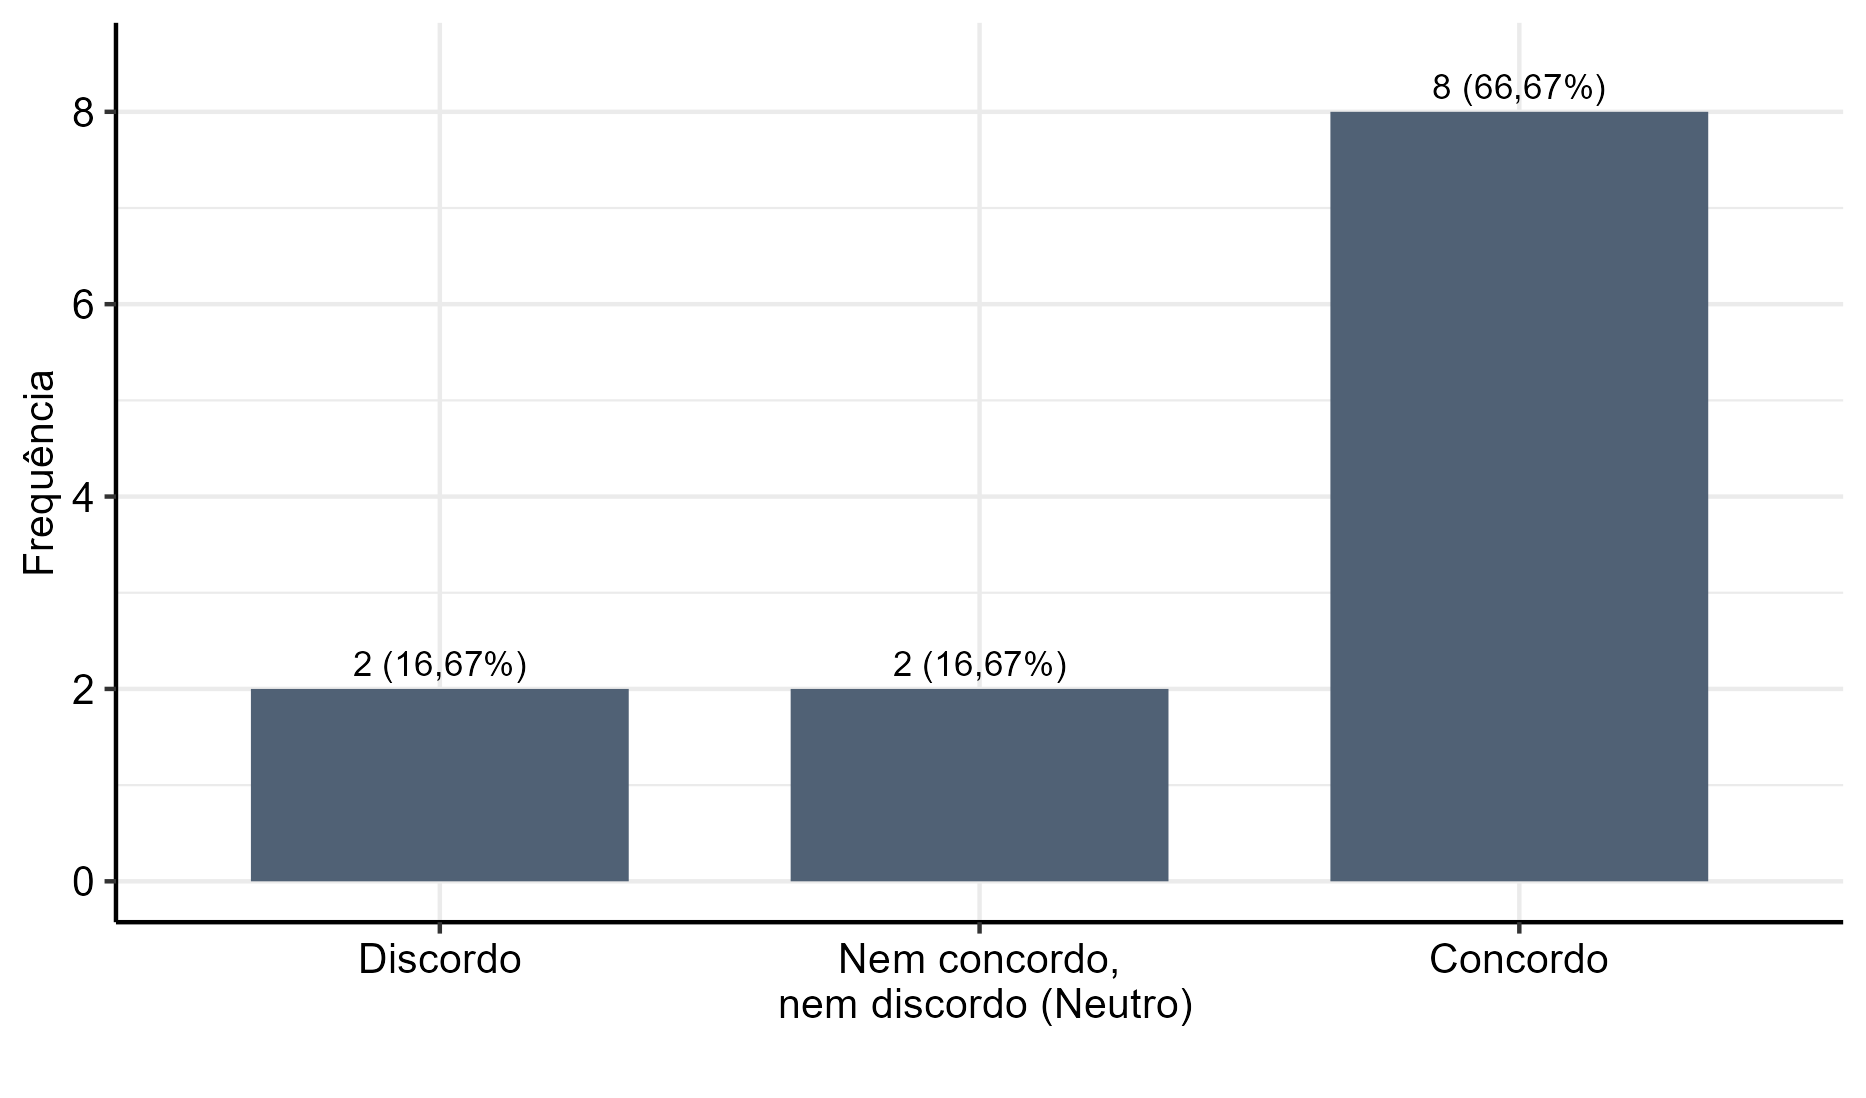 8 (66,67%)
8
6
Frequência
4
2 (16,67%)
2 (16,67%)
2
0
Discordo
Nem concordo,
nem discordo (Neutro)
Concordo